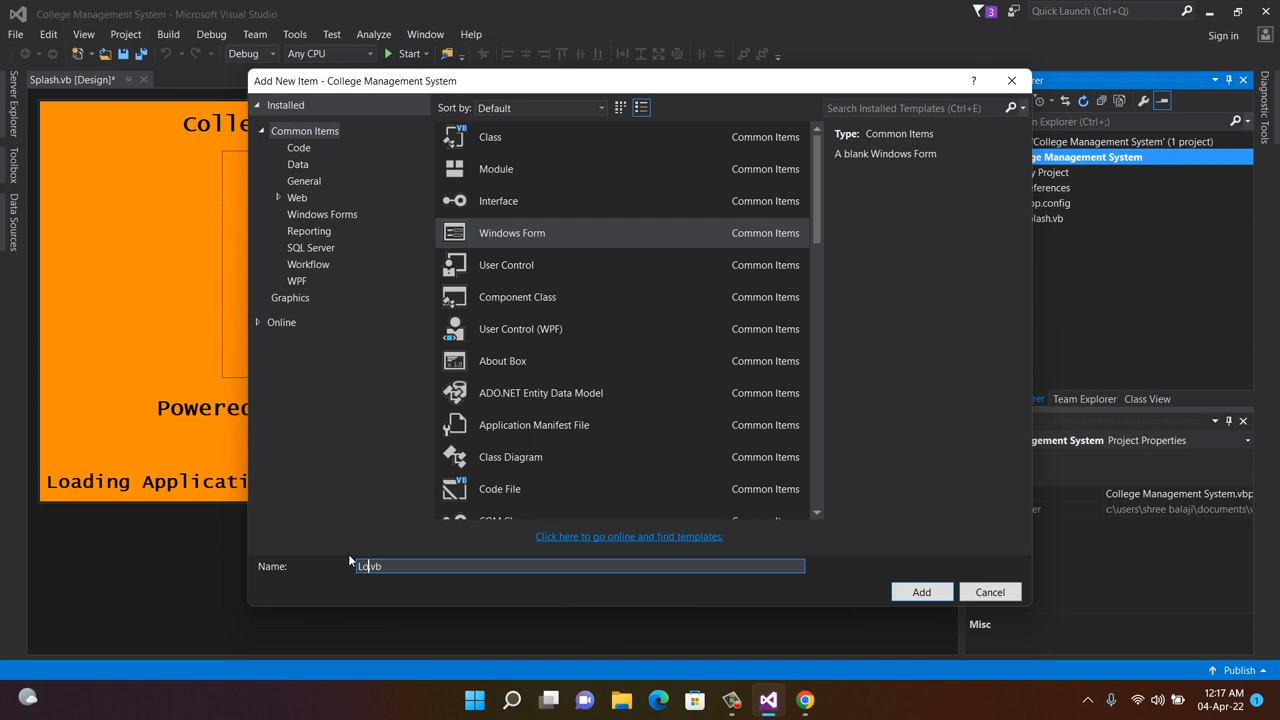 College Management System - Microsoft Visual Studio
3
Quick Launch (Ctrl+Q)
File Edit View Project Build Debug Team Tools Test Analyze Window Help
Sign in
Debug Any CPU Start
Splash.vb [Design]*
Server Explorer
Toolbox
Data Sources
Diagnostic Tools
Powered
Loading Applicati
Add New Item - College Management System
?
Installed
Common Items
Code
Data
General
Web
Windows Forms
Reporting
SQL Server
Workflow
WPF
Graphics
Online
Sort by: Default
Search Installed Templates (Ctrl+E)
Class Common Items
Module Common Items
Interface Common Items
Windows Form Common Items
User Control Common Items
Component Class Common Items
User Control (WPF) Common Items
About Box Common Items
ADO.NET Entity Data Model Common Items
Application Manifest File Common Items
Class Diagram Common Items
Code File Common Items
Type: Common Items
A blank Windows Form
Click here to go online and find templates.
Name: Lo.vb
Add Cancel
Explorer (Ctrl+;)
'College Management System' (1 project)
ge Management System
y Project
eferences
pp.config
lash.vb
Team Explorer Class View
gement System Project Properties
College Management System.vbp
c:\users\shree balaji\documents\v
Misc
Publish
12:17 AM
04-Apr-22
1